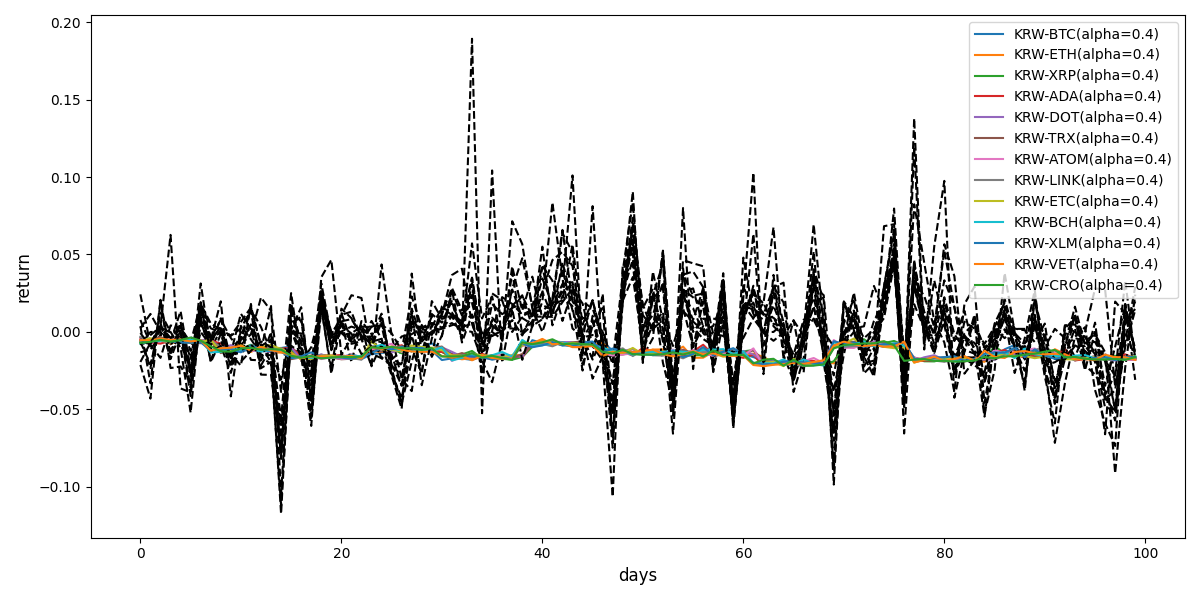 return
0.20
0.15
0.10
0.05
0.00
−0.05
−0.10
KRW-BTC(alpha=0.4)
KRW-ETH(alpha=0.4)
KRW-XRP(alpha=0.4)
KRW-ADA(alpha=0.4)
KRW-DOT(alpha=0.4)
KRW-TRX(alpha=0.4)
KRW-ATOM(alpha=0.4)
KRW-LINK(alpha=0.4)
KRW-ETC(alpha=0.4)
KRW-BCH(alpha=0.4)
KRW-XLM(alpha=0.4)
KRW-VET(alpha=0.4)
KRW-CRO(alpha=0.4)
0 20 40 60 80 100
days